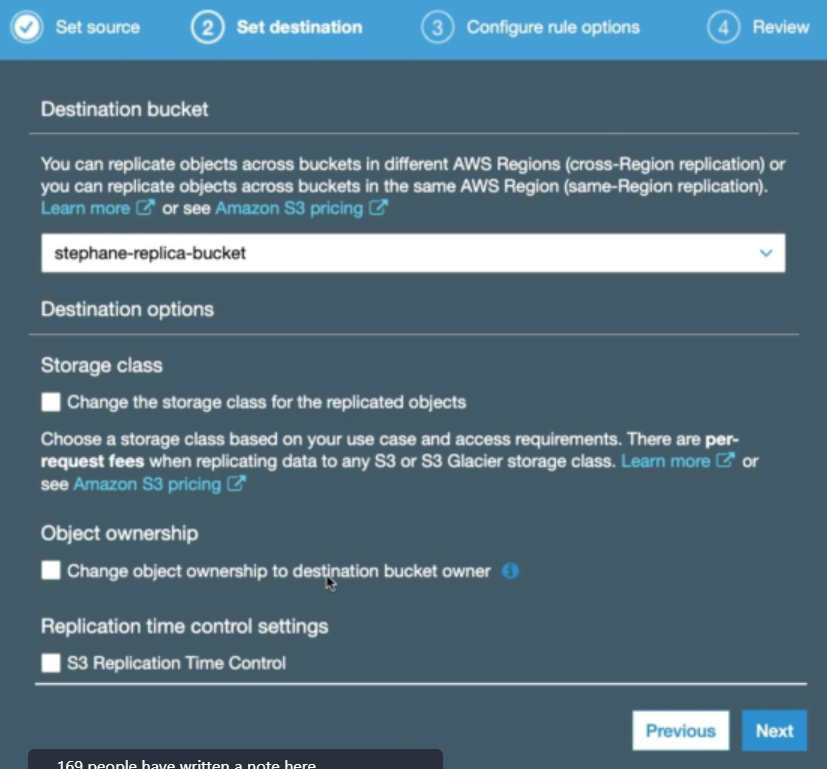 Set source
2 Set destination
3 Configure rule options
4 Review
Destination bucket
You can replicate objects across buckets in different AWS Regions (cross-Region replication) or
you can replicate objects across buckets in the same AWS Region (same-Region replication).
Learn more or see Amazon S3 pricing
stephane-replica-bucket
Destination options
Storage class
Change the storage class for the replicated objects
Choose a storage class based on your use case and access requirements. There are per-
request fees when replicating data to any S3 or S3 Glacier storage class. Learn more or
see Amazon S3 pricing
Object ownership
Change object ownership to destination bucket owner
Replication time control settings
S3 Replication Time Control
Previous
Next
169 people have written a note here